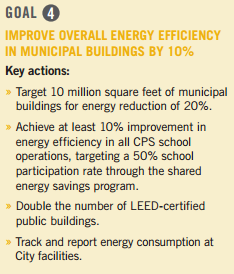 GOAL 4
IMPROVE OVERALL ENERGY EFFICIENCY
IN MUNICIPAL BUILDINGS BY 10%
Key actions:
» Target 10 million square feet of municipal
buildings for energy reduction of 20%.
» Achieve at least 10% improvement in
energy efficiency in all CPS school
operations, targeting a 50% school
participation rate through the shared
energy savings program.
» Double the number of LEED-certified
public buildings.
» Track and report energy consumption at
City facilities.